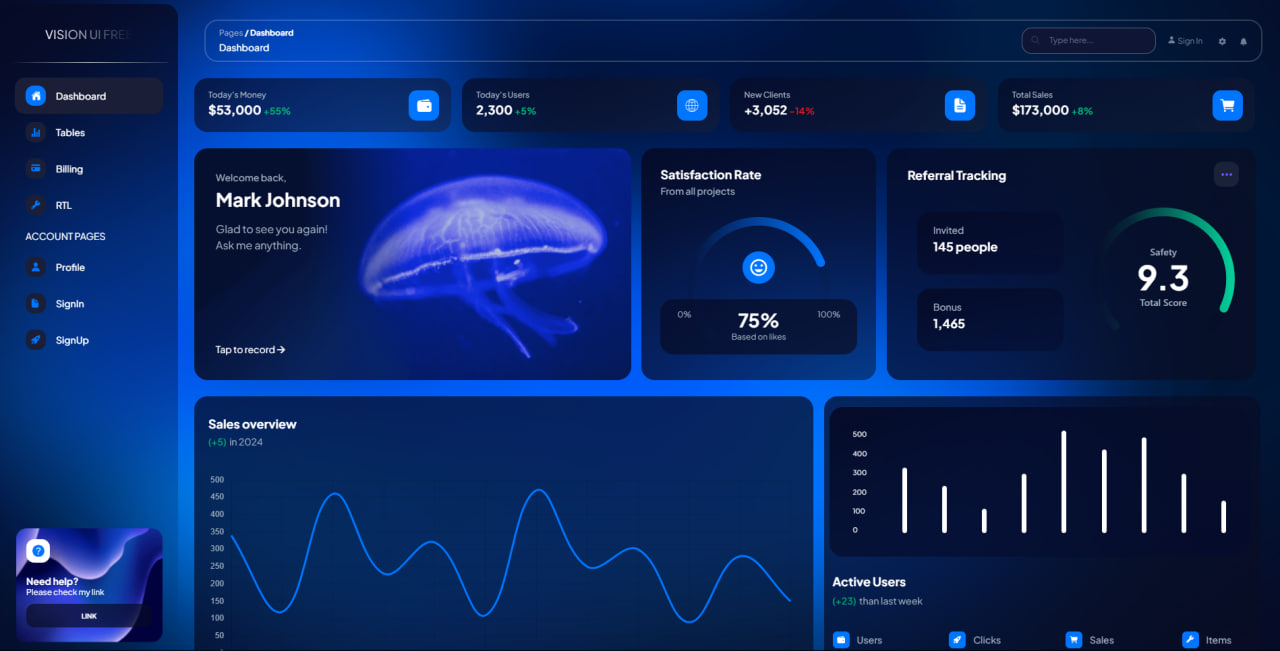 VISION UI FREE
Dashboard
Tables
Billing
RTL
ACCOUNT PAGES
Profile
SignIn
SignUp
Need help?
Please check my link
LINK
Pages / Dashboard
Dashboard
Type here...
Sign In
Today's Money
$53,000 +55%
Today's Users
2,300 +5%
New Clients
+3,052 -14%
Total Sales
$173,000 +8%
Welcome back,
Mark Johnson
Glad to see you again!
Ask me anything.
Tap to record
Satisfaction Rate
From all projects
0%
75%
100%
Based on likes
Referral Tracking
Invited
145 people
Bonus
1,465
Safety
9.3
Total Score
Sales overview
(+5) in 2024
500
450
400
350
300
250
200
150
100
50
500
400
300
200
100
0
Active Users
(+23) than last week
Users
Clicks
Sales
Items